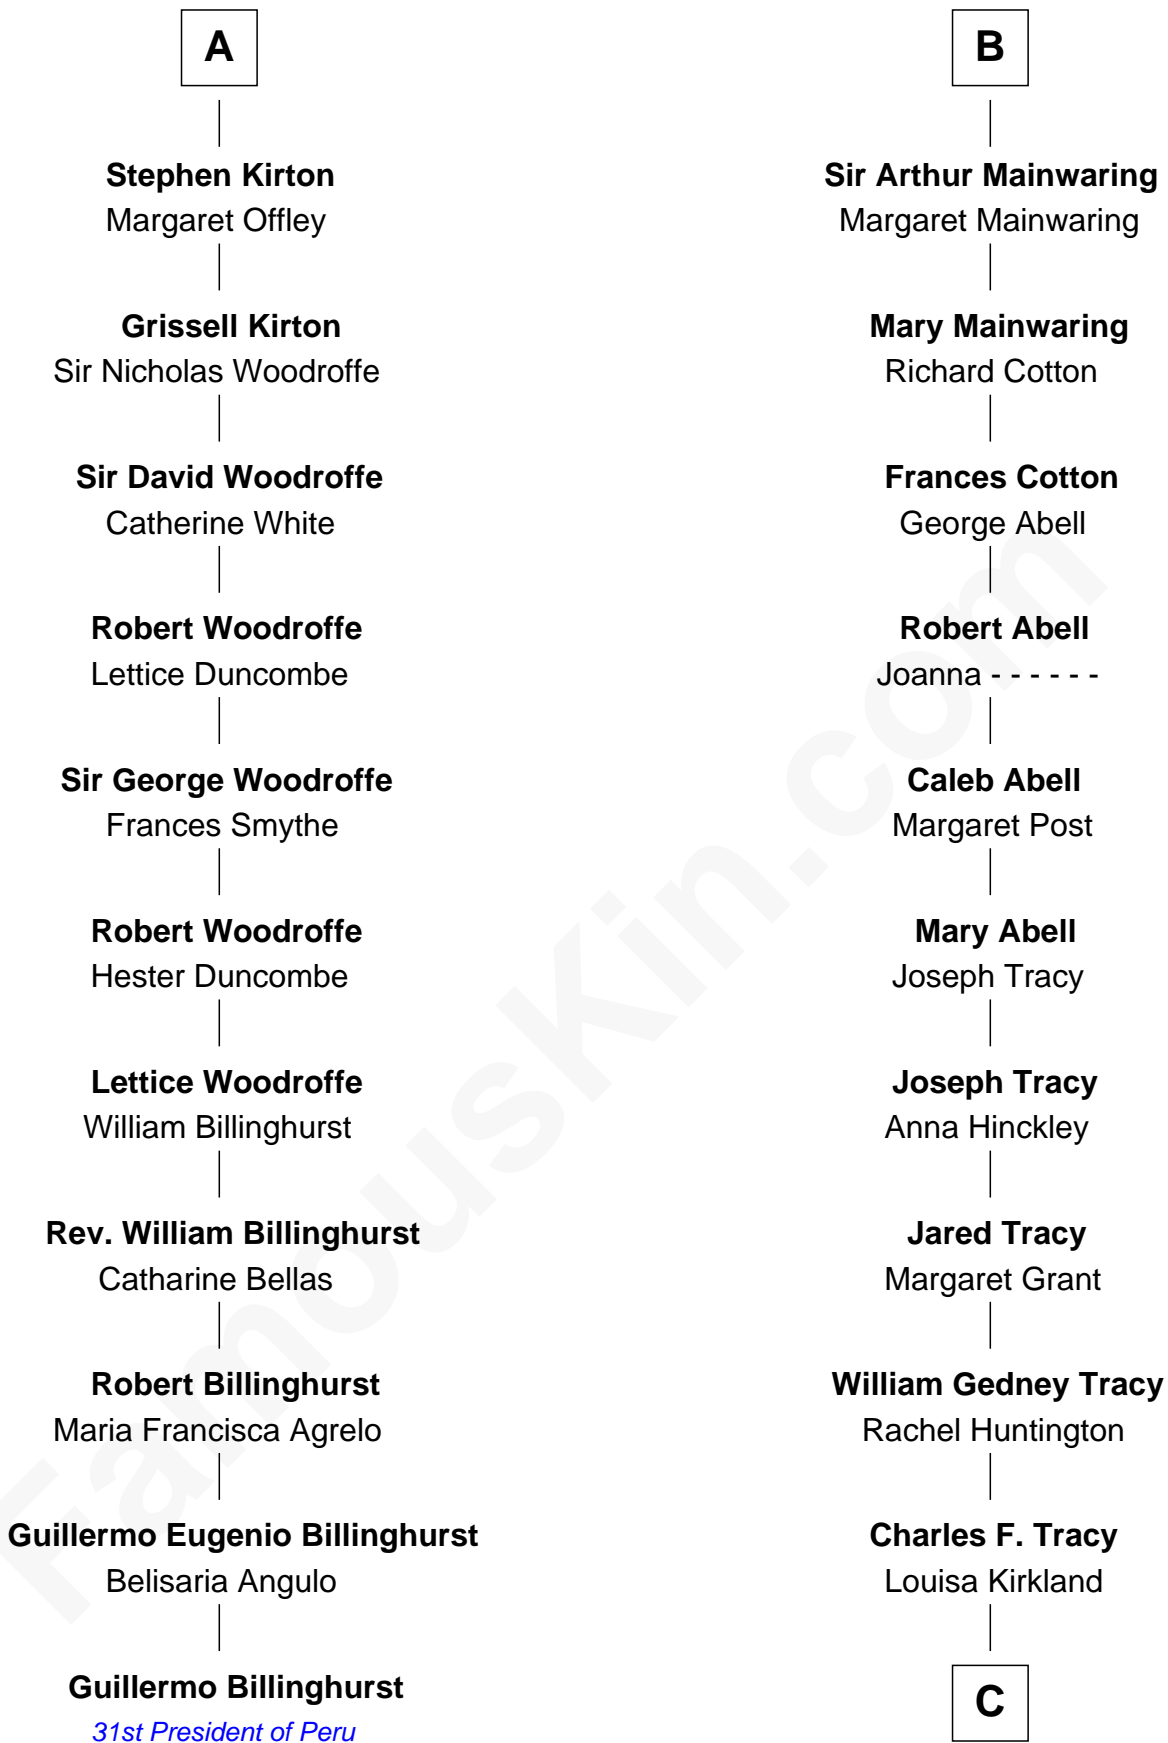 A
Stephen Kirton
Margaret Offley
Grissell Kirton
Sir Nicholas Woodroffe
Sir David Woodroffe
Catherine White
Robert Woodroffe
Lettice Duncombe
Sir George Woodroffe
Frances Smythe
Robert Woodroffe
Hester Duncombe
Lettice Woodroffe
William Billinghurst
Rev. William Billinghurst
Catharine Bellas
Robert Billinghurst
Maria Francisca Agrelo
Guillermo Eugenio Billinghurst
Belisaria Angulo
Guillermo Billinghurst
31st President of Peru
B
Sir Arthur Mainwaring
Margaret Mainwaring
Mary Mainwaring
Richard Cotton
Frances Cotton
George Abell
Robert Abell
Joanna - - - - - -
Caleb Abell
Margaret Post
Mary Abell
Joseph Tracy
Joseph Tracy
Anna Hinckley
Jared Tracy
Margaret Grant
William Gedney Tracy
Rachel Huntington
Charles F. Tracy
Louisa Kirkland
C
FamousKin.com